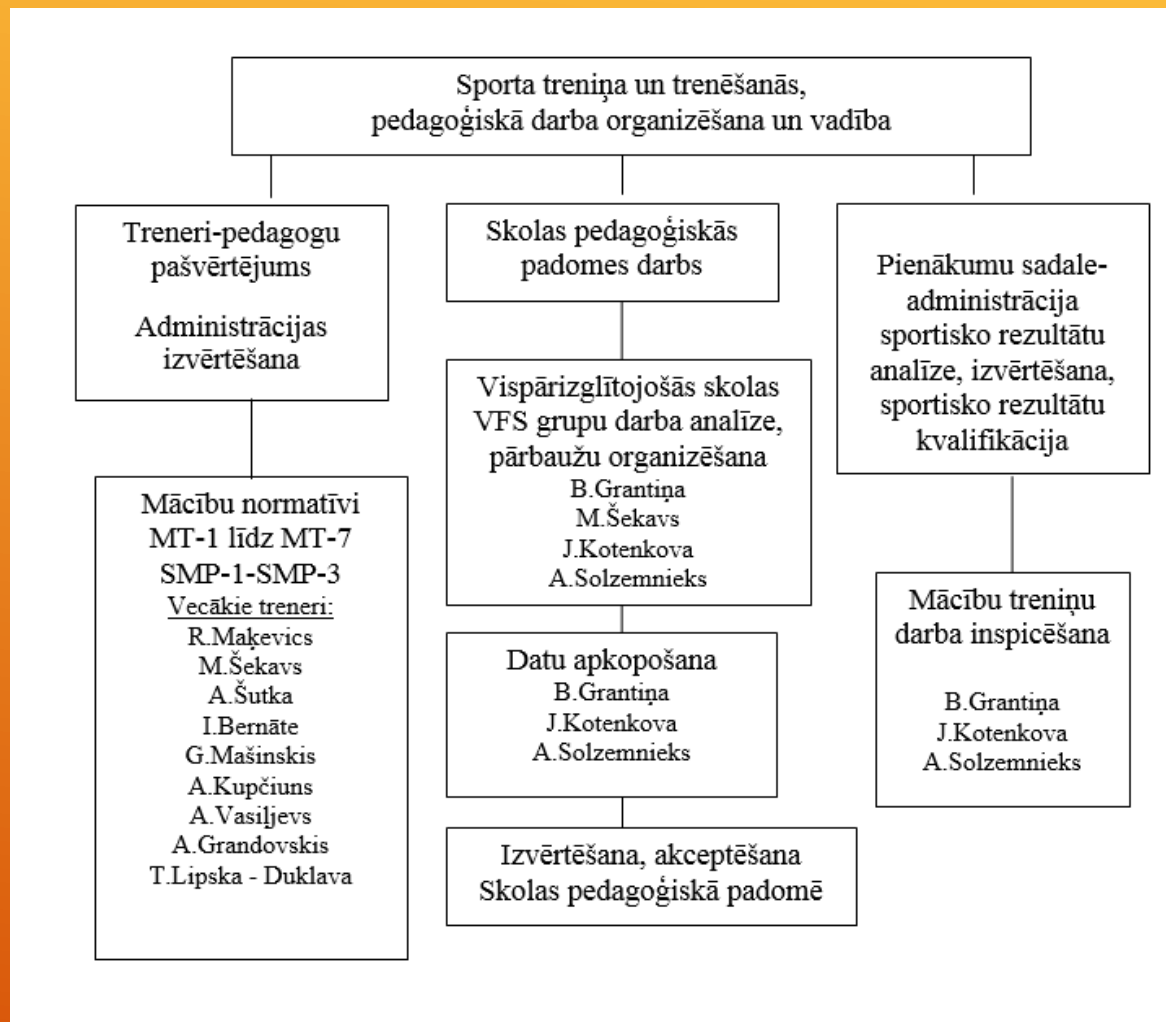 Sporta treniņa un trenēšanās,
pedagoģiskā darba organizēšana un vadība
Treneri-pedagogu
pašvērtējums
Administrācijas
izvērtēšana
Mācību normatīvi
MT-1 līdz MT-7
SMP-1-SMP-3
Vecākie treneri:
R.Maķevics
M.Šekavs
A.Šutka
I.Bernāte
G.Mašinskis
A.Kupčiuns
A.Vasiļjevs
A.Grandovskis
T.Lipska - Duklava
Skolas pedagoģiskās
padomes darbs
Vispārizglītojošās skolas
VFS grupu darba analīze,
pārbaužu organizēšana
B.Grantiņa
M.Šekavs
J.Kotenkova
A.Solzemnieks
Datu apkopošana
B.Grantiņa
J.Kotenkova
A.Solzemnieks
Izvērtēšana, akceptēšana
Skolas pedagoģiskā padomē
Pienākumu sadale-
administrācija
sportisko rezultātu
analīze, izvērtēšana,
sportisko rezultātu
kvalifikācija
Mācību treniņu
darba inspicēšana
B.Grantiņa
J.Kotenkova
A.Solzemnieks